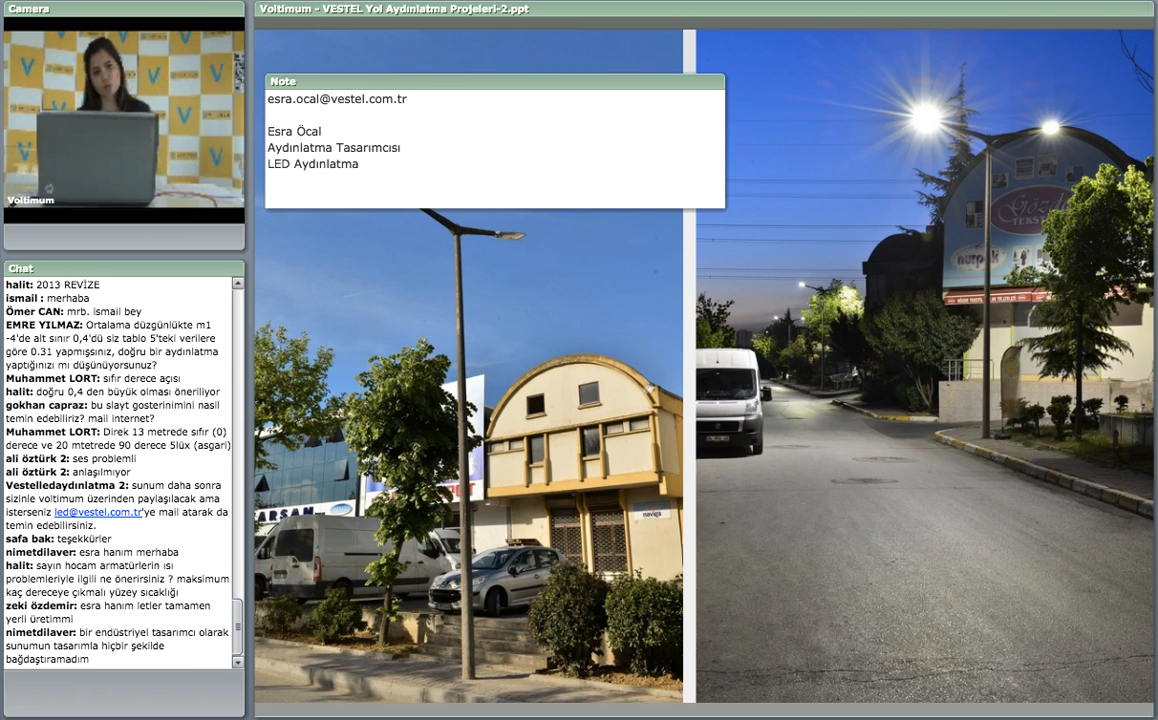 Camera
Voltimum
Chat
halit: 2013 REVİZE
ismail : merhaba
Ömer CAN: mrb. ismail bey
EMRE YILMAZ: Ortalama düzgünlükte m1
-4'de alt sınır 0,4'dü siz tablo 5'teki verilere
göre 0.31 yapmışsınız, doğru bir aydınlatma
yaptığınızı mı düşünüyorsunuz?
Muhammet LORT: sıfır derece açısı
halit: doğru 0,4 den büyük olması öneriliyor
gokhan capraz: bu slayt gosterinimini nasil
temin edebiliriz? mail internet?
Muhammet LORT: Direk 13 metrede sıfır (0)
derece ve 20 mtetrede 90 derece 5lüx (asgari)
ali öztürk 2: ses problemli
ali öztürk 2: anlaşılmıyor
Vestelledaydınlatma 2: sunum daha sonra
sizinle voltimum üzerinden paylaşılacak ama
isterseniz led@vestel.com.tr'ye mail atarak da
temin edebilirsiniz.
safa bak: teşekkürler
nimetdilaver: esra hanım merhaba
halit: sayın hocam armatürlerin ısı
problemleriyle ilgili ne önerirsiniz ? maksimum
kaç dereceye çıkmalı yüzey sıcaklığı
zeki özdemir: esra hanım letler tamamen
yerli üretimmi
nimetdilaver: bir endüstriyel tasarımcı olarak
sunumun tasarımla hiçbir şekilde
bağdaştıramadım
Voltimum - VESTEL Yol Aydınlatma Projeleri-2.ppt
Note
esra.ocal@vestel.com.tr
Esra Öcal
Aydınlatma Tasarımcısı
LED Aydınlatma
ARSAN
naviga
Gözde
TEKST
nurpak